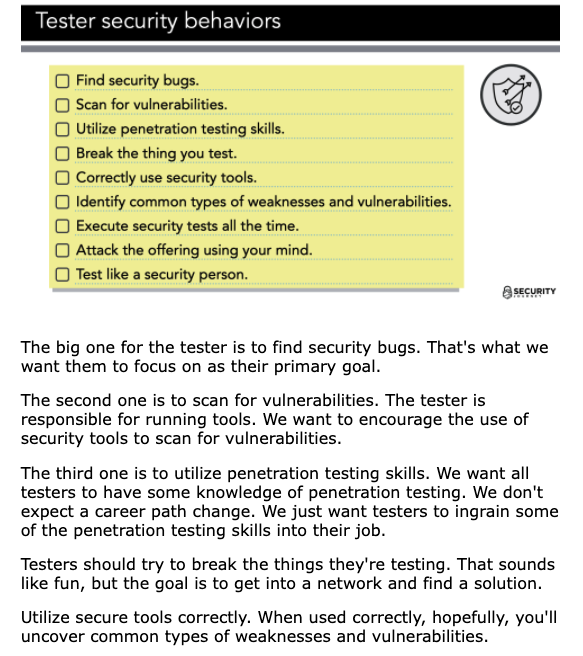 Tester security behaviors
Find security bugs.
Scan for vulnerabilities.
Utilize penetration testing skills.
Break the thing you test.
Correctly use security tools.
Identify common types of weaknesses and vulnerabilities.
Execute security tests all the time.
Attack the offering using your mind.
Test like a security person.
SECURITY
JOURNEY
The big one for the tester is to find security bugs. That's what we
want them to focus on as their primary goal.
The second one is to scan for vulnerabilities. The tester is
responsible for running tools. We want to encourage the use of
security tools to scan for vulnerabilities.
The third one is to utilize penetration testing skills. We want all
testers to have some knowledge of penetration testing. We don't
expect a career path change. We just want testers to ingrain some
of the penetration testing skills into their job.
Testers should try to break the things they're testing. That sounds
like fun, but the goal is to get into a network and find a solution.
Utilize secure tools correctly. When used correctly, hopefully, you'll
uncover common types of weaknesses and vulnerabilities.